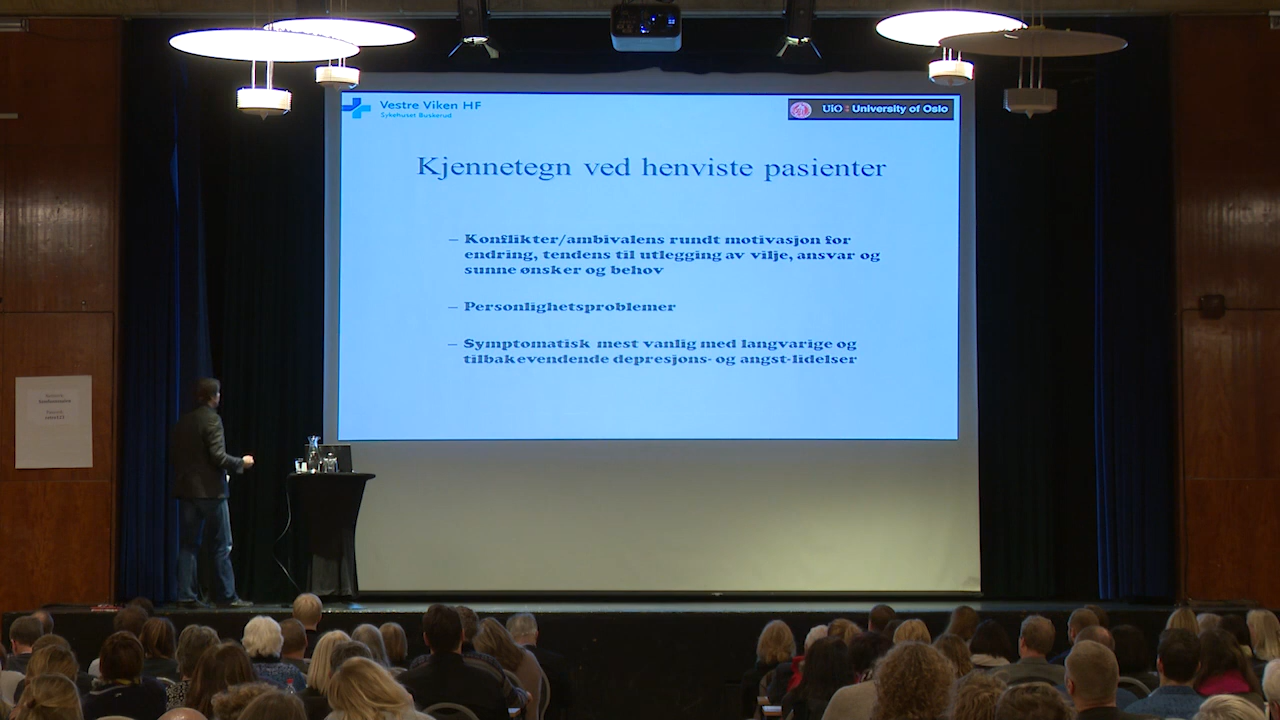 Vestre Viken HF
Sykehuset Buskerud
UiO University of Oslo
Kjennetegn ved henviste pasienter
– Konflikter/ambivalens rundt motivasjon for
endring, tendens til utlegging av vilje, ansvar og
sunne ønsker og behov
– Personlighetsproblemer
– Symptomatisk mest vanlig med langvarige og
tilbakevendende depresjons- og angst-lidelser